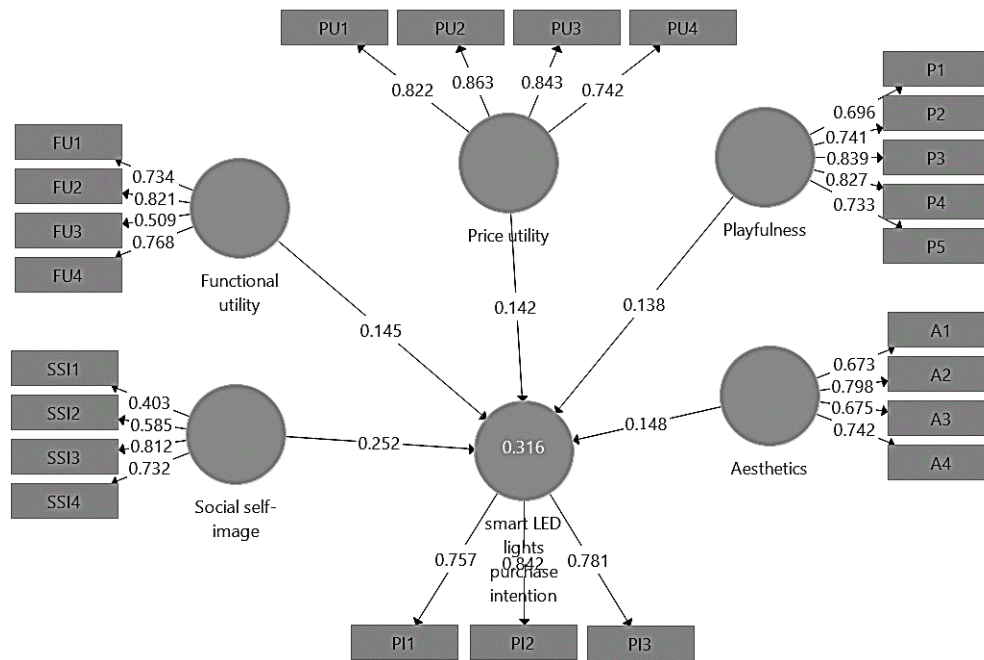 PU1
PU2
PU3
PU4
0.822
0.863
0.843
0.742
FU1
FU2
FU3
FU4
0.734
0.821
0.509
0.768
Functional
utility
Price utility
P1
P2
P3
P4
P5
0.696
0.741
0.839
0.827
0.733
Playfulness
0.145
0.142
0.138
SSI1
SSI2
SSI3
SSI4
0.403
0.585
0.812
0.732
Social self-
image
0.252
0.316
0.148
A1
A2
A3
A4
0.673
0.798
0.675
0.742
Aesthetics
smart LED
lights
purchase
intention
0.757
0.842
0.781
PI1
PI2
PI3